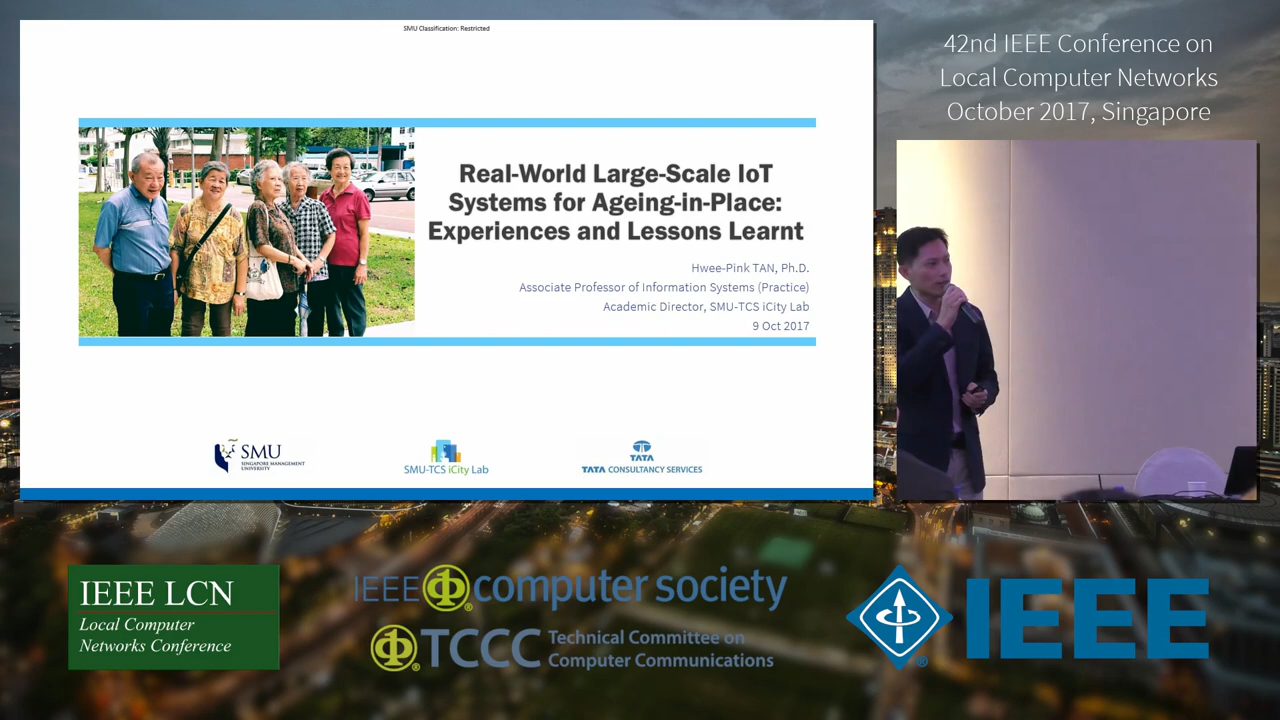 SMU Classification: Restricted
Real-World Large-Scale IoT
Systems for Ageing-in-Place:
Experiences and Lessons Learnt
Hwee-Pink TAN, Ph.D.
Associate Professor of Information Systems (Practice)
Academic Director, SMU-TCS iCity Lab
9 Oct 2017
SMU
SINGAPORE MANAGEMENT
UNIVERSITY
SMU-TCS iCity Lab
TATA
TATA CONSULTANCY SERVICES
42nd IEEE Conference on
Local Computer Networks
October 2017, Singapore
IEEE LCN
Local Computer
Networks Conference
IEEE computer society
TCCC Technical Committee on
Computer Communications
IEEE